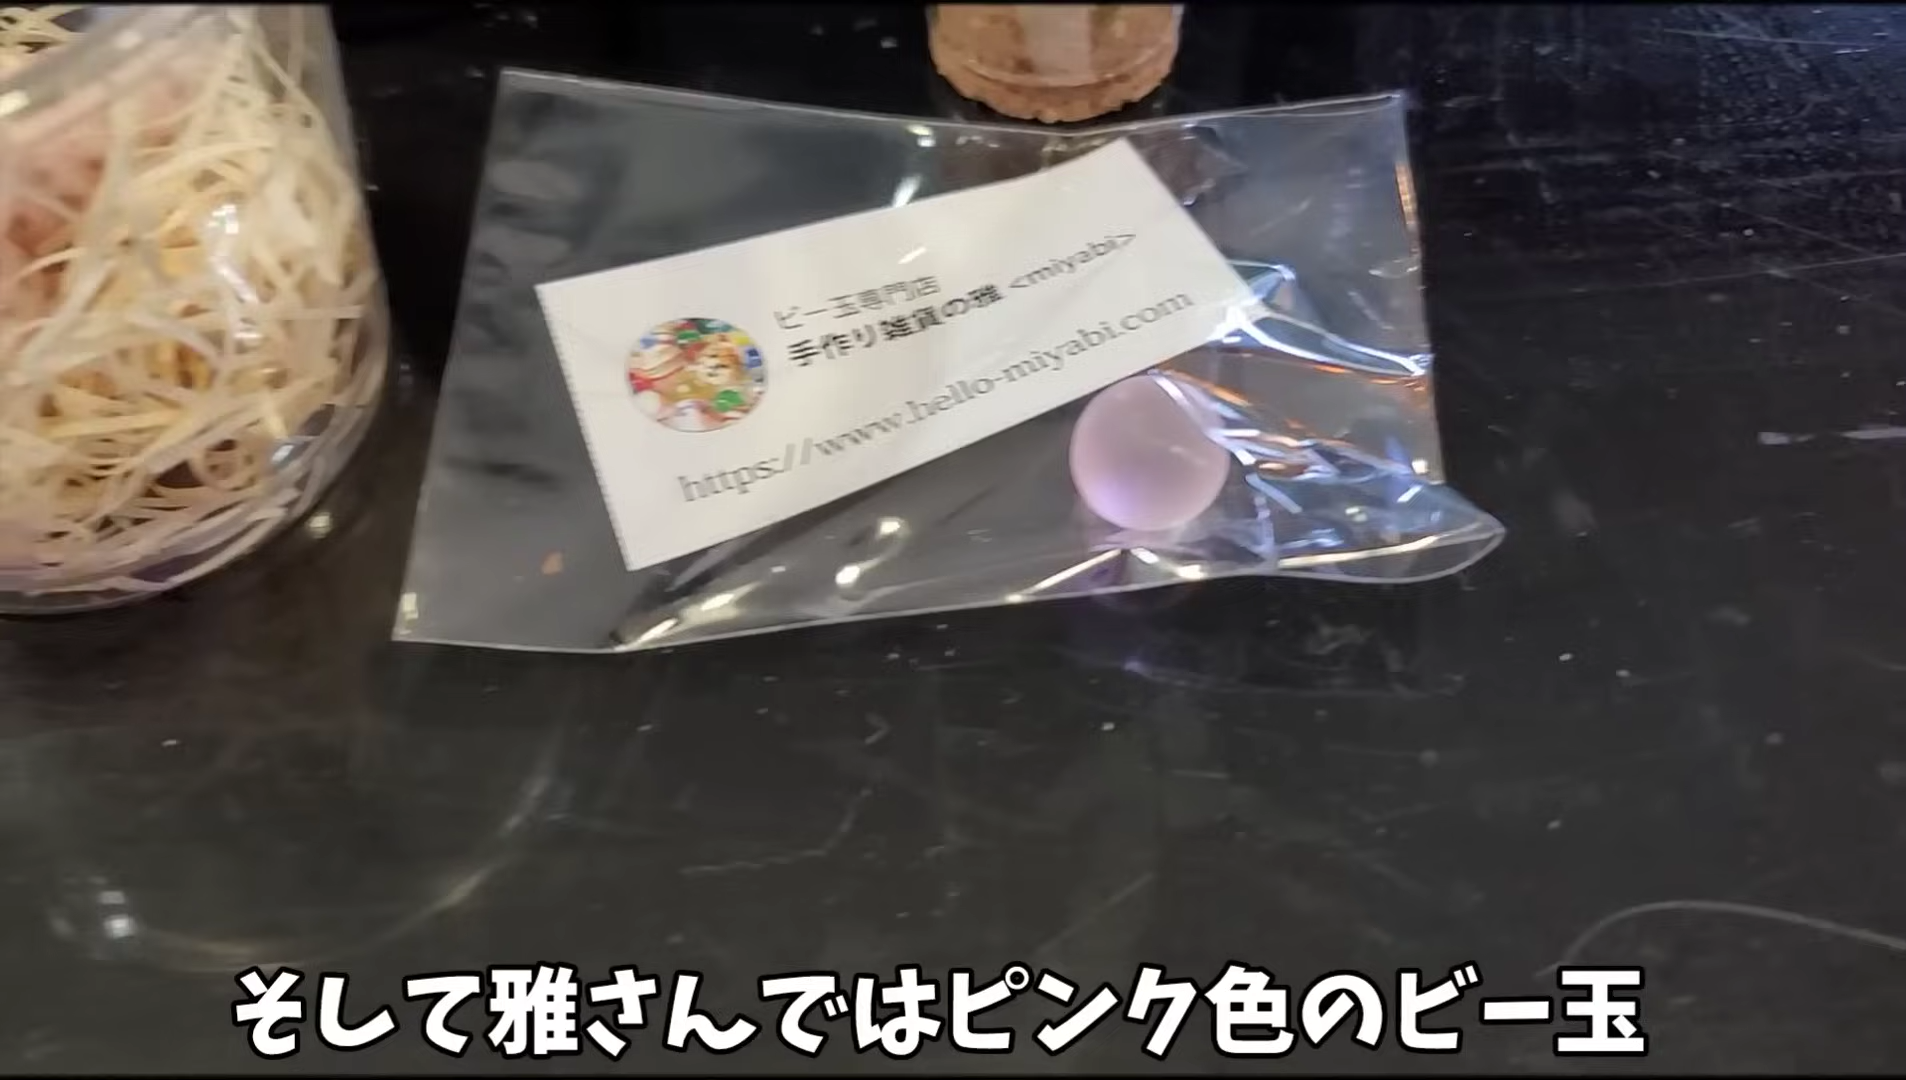 ビー玉専門店
手作り雑貨の雅 <miyabi>
https://www.hello-miyabi.com
そして雅さんではピンク色のビー玉